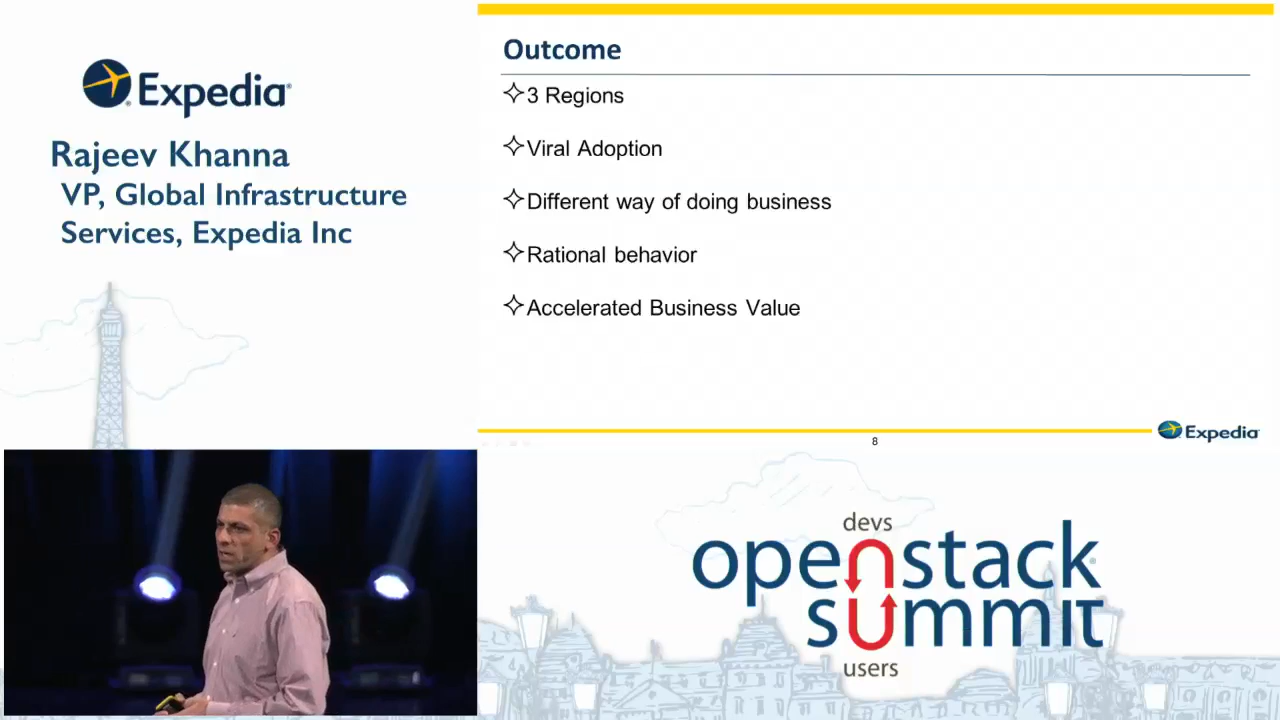 Expedia
Rajeev Khanna
VP, Global Infrastructure
Services, Expedia Inc
Outcome
3 Regions
Viral Adoption
Different way of doing business
Rational behavior
Accelerated Business Value
8
Expedia
devs
openstack
summit
users